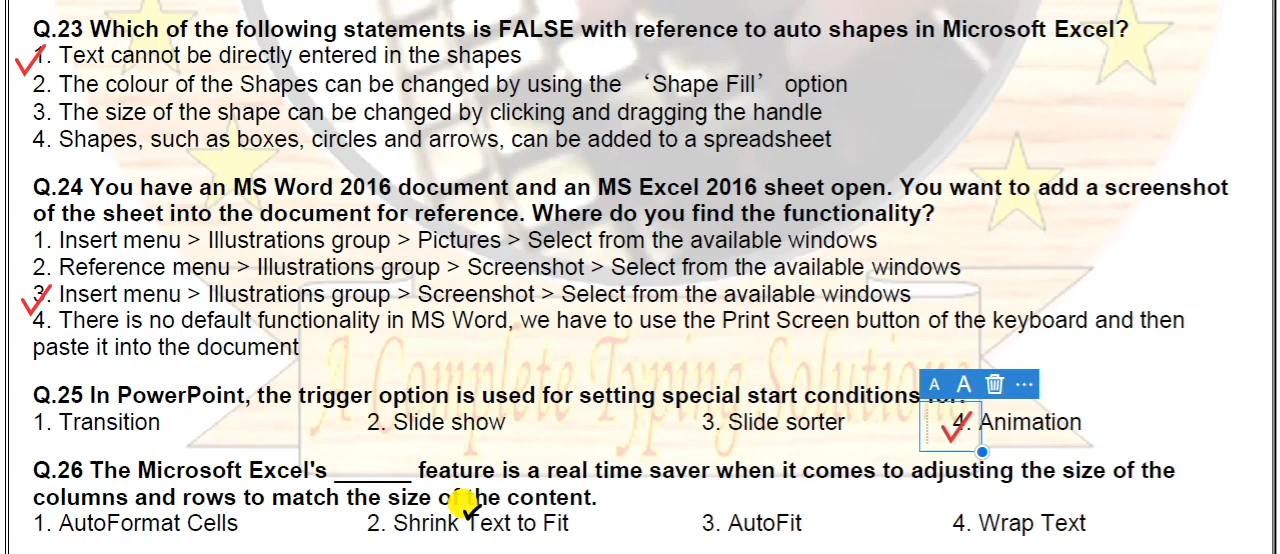 Q.23 Which of the following statements is FALSE with reference to auto shapes in Microsoft Excel?
1. Text cannot be directly entered in the shapes
2. The colour of the Shapes can be changed by using the ‘Shape Fill’ option
3. The size of the shape can be changed by clicking and dragging the handle
4. Shapes, such as boxes, circles and arrows, can be added to a spreadsheet
Q.24 You have an MS Word 2016 document and an MS Excel 2016 sheet open. You want to add a screenshot
of the sheet into the document for reference. Where do you find the functionality?
1. Insert menu > Illustrations group > Pictures > Select from the available windows
2. Reference menu > Illustrations group > Screenshot > Select from the available windows
3. Insert menu > Illustrations group > Screenshot > Select from the available windows
4. There is no default functionality in MS Word, we have to use the Print Screen button of the keyboard and then
paste it into the document
A Complete Typing Solutions
A A ...
Q.25 In PowerPoint, the trigger option is used for setting special start conditions for:
1. Transition 2. Slide show 3. Slide sorter 4. Animation
Q.26 The Microsoft Excel's ______ feature is a real time saver when it comes to adjusting the size of the
columns and rows to match the size of the content.
1. AutoFormat Cells 2. Shrink Text to Fit 3. AutoFit 4. Wrap Text